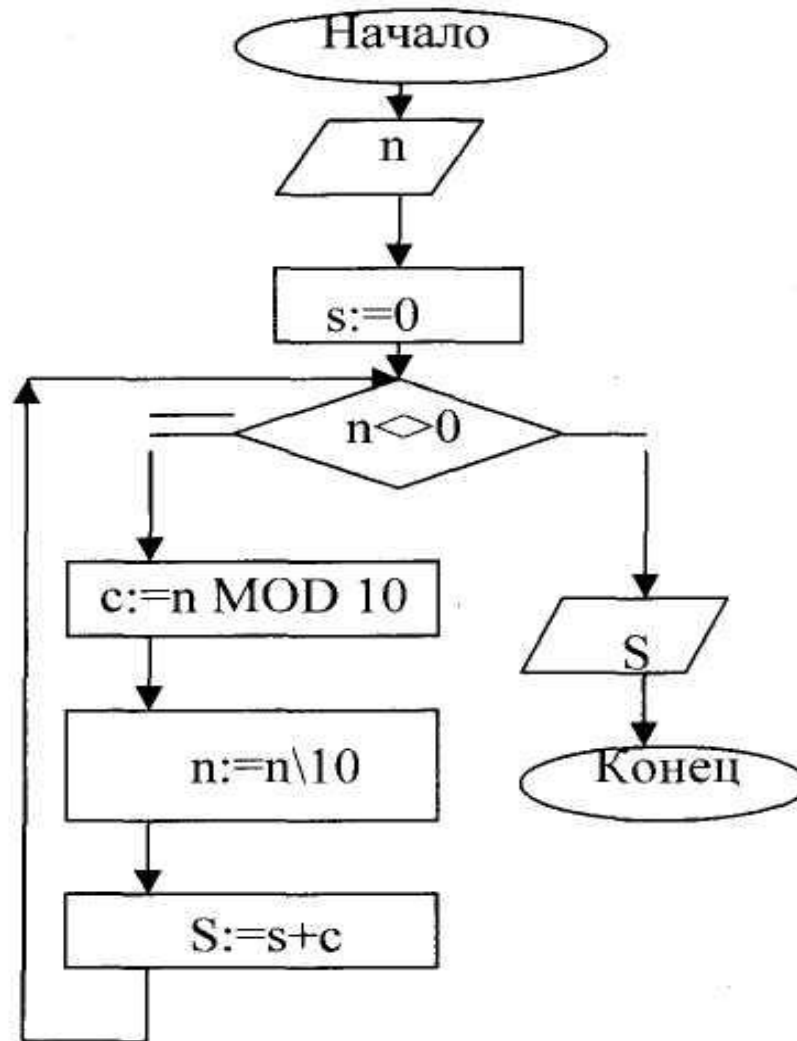 Начало
n
s:=0
n<>0
c:=n MOD 10
n:=n\10
S:=s+c
S
Конец